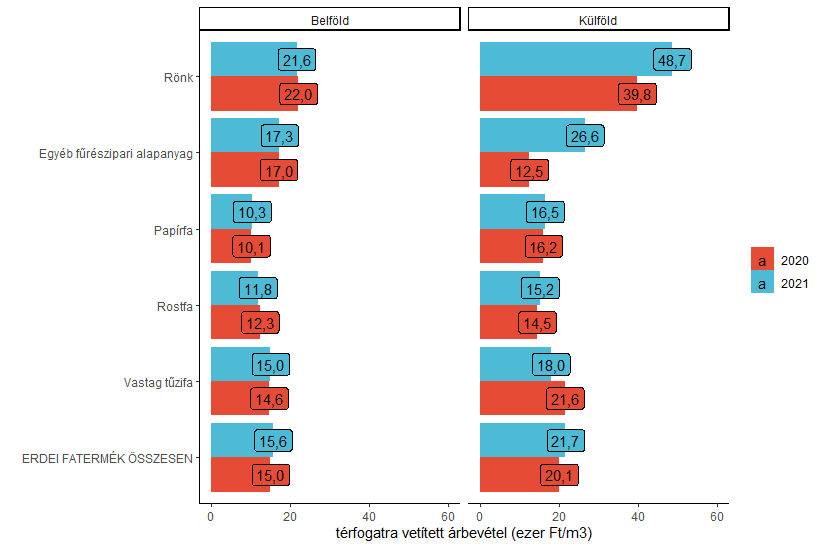 Belföld
Külföld
Rönk
21,6
22,0
48,7
39,8
Egyéb fűrészipari alapanyag
17,3
17,0
26,6
12,5
Papírfa
10,3
10,1
16,5
16,2
Rostfa
11,8
12,3
15,2
14,5
Vastag tűzifa
15,0
14,6
18,0
21,6
ERDEI FATERMÉK ÖSSZESEN
15,6
15,0
21,7
20,1
0 20 40 60
0 20 40 60
térfogatra vetített árbevétel (ezer Ft/m3)
a 2020
a 2021